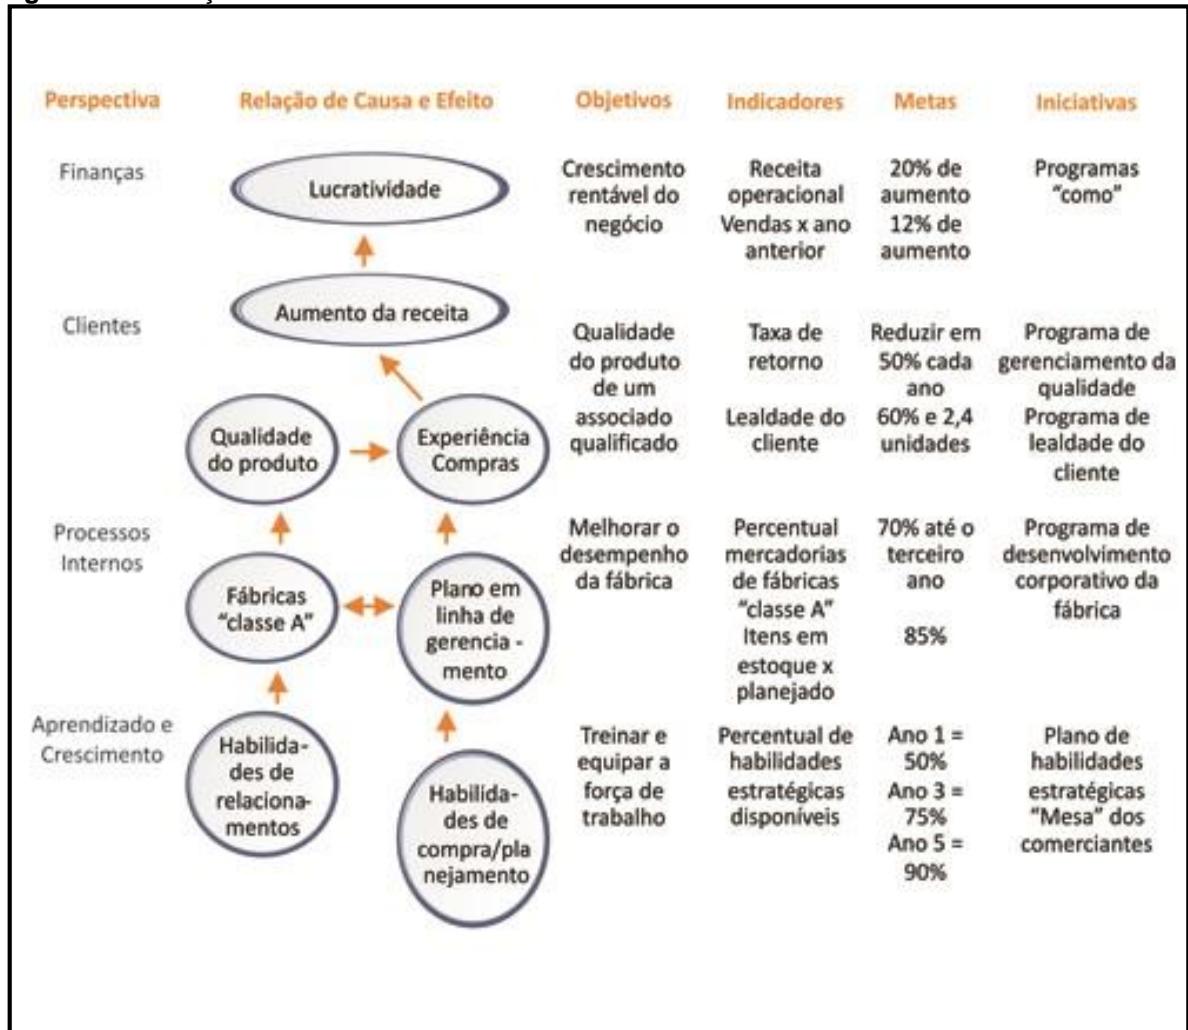 Perspectiva
Relação de Causa e Efeito
Objetivos
Indicadores
Metas
Iniciativas
Finanças
Lucratividade
Crescimento
rentável do
negócio
Receita
operacional
Vendas x ano
anterior
20% de
aumento
12% de
aumento
Programas
“como”
Clientes
Aumento da receita
Qualidade
do produto
Experiência
Compras
Qualidade
do produto
de um
associado
qualificado
Taxa de
retorno
Lealdade do
cliente
Reduzir em
50% cada
ano
60% e 2,4
unidades
Programa de
gerenciamento da
qualidade
Programa de
lealdade do
cliente
Processos
Internos
Fábricas
“classe A”
Plano em
linha de
gerencia -
mento
Melhorar o
desempenho
da fábrica
Percentual
mercadorias
de fábricas
“classe A”
Itens em
estoque x
planejado
70% até o
terceiro
ano
85%
Programa de
desenvolvimento
corporativo da
fábrica
Aprendizado e
Crescimento
Habilida-
des de
relaciona-
mentos
Habilida-
des de
compra/pla
nejamento
Treinar e
equipar a
força de
trabalho
Percentual de
habilidades
estratégicas
disponíveis
Ano 1 =
50%
Ano 3 =
75%
Ano 5 =
90%
Plano de
habilidades
estratégicas
“Mesa” dos
comerciantes